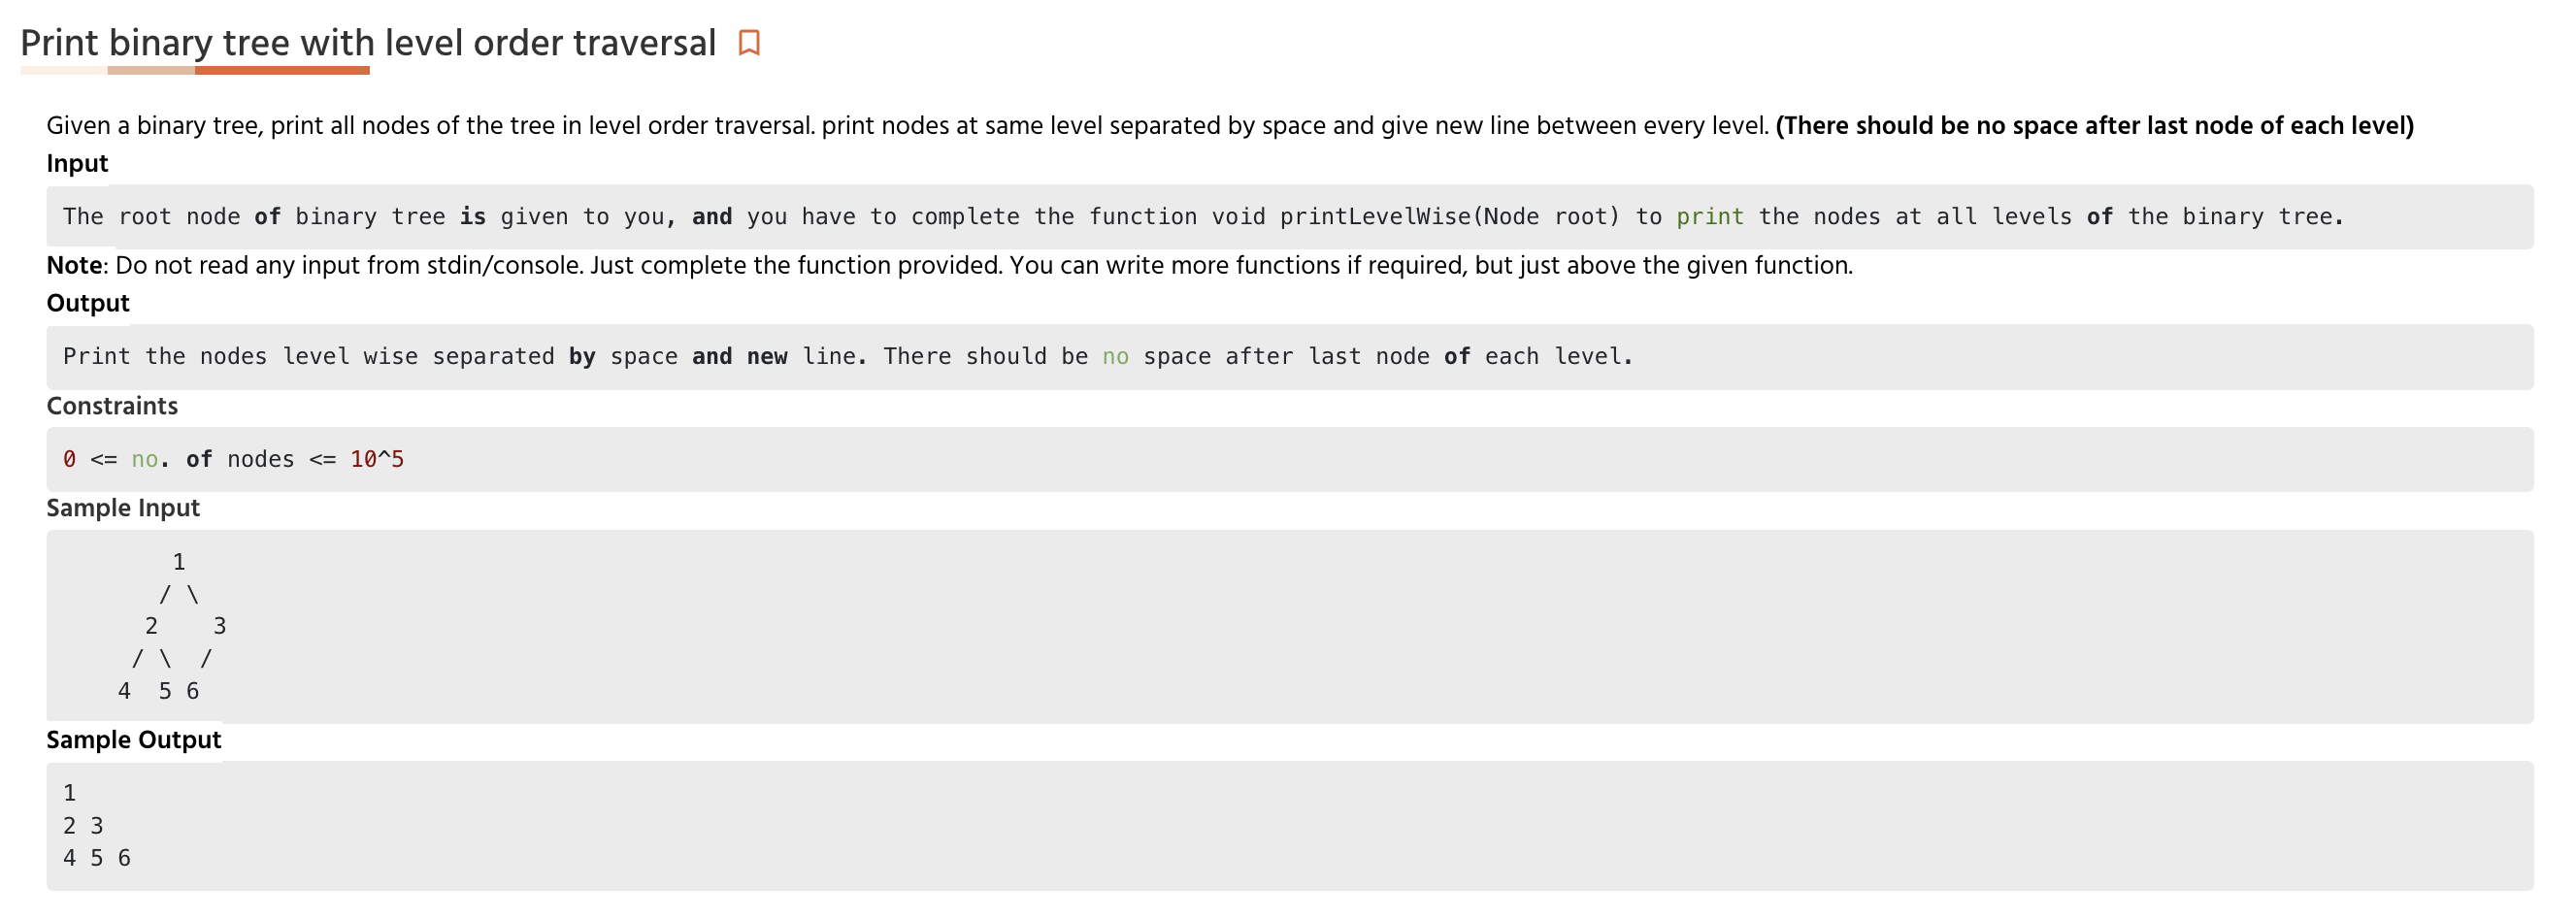 Print binary tree with level order traversal
Given a binary tree, print all nodes of the tree in level order traversal. print nodes at same level separated by space and give new line between every level. (There should be no space after last node of each level)
Input
The root node of binary tree is given to you, and you have to complete the function void printLevelWise(Node root) to print the nodes at all levels of the binary tree.
Note: Do not read any input from stdin/console. Just complete the function provided. You can write more functions if required, but just above the given function.
Output
Print the nodes level wise separated by space and new line. There should be no space after last node of each level.
Constraints
0 <= no. of nodes <= 10^5
Sample Input
        1
       / \
      2    3
     / \  /
    4  5 6
Sample Output
1
2 3
4 5 6